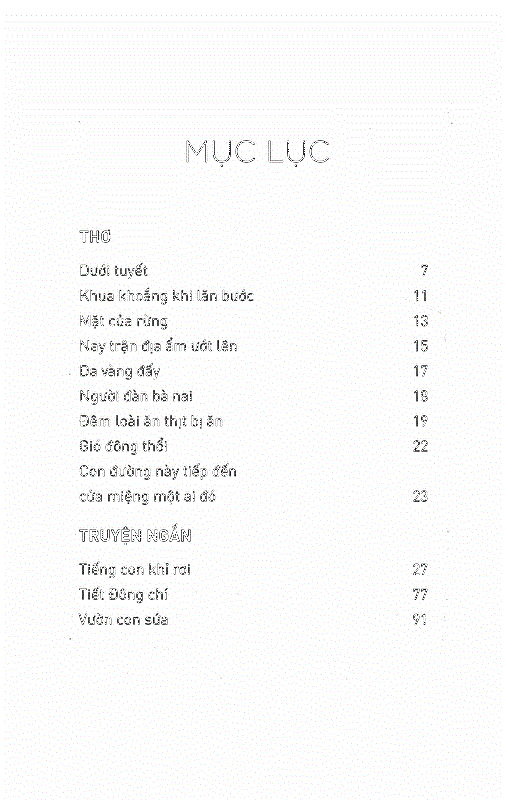 MỤC LỤC
THƠ
Dưới tuyết 7
Khua khoắng khi lăn bước 11
Mặt của rừng 13
Nay trận địa ẩm ướt lên 15
Da vàng đấy 17
Người đàn bà nai 18
Đêm loài ăn thịt bị ăn 19
Gió đông thổi 22
Con đường này tiếp đến
cửa miệng một ai đó 23
TRUYỆN NGẮN
Tiếng con khỉ rơi 27
Tiết Đông chí 77
Vườn con sứa 91